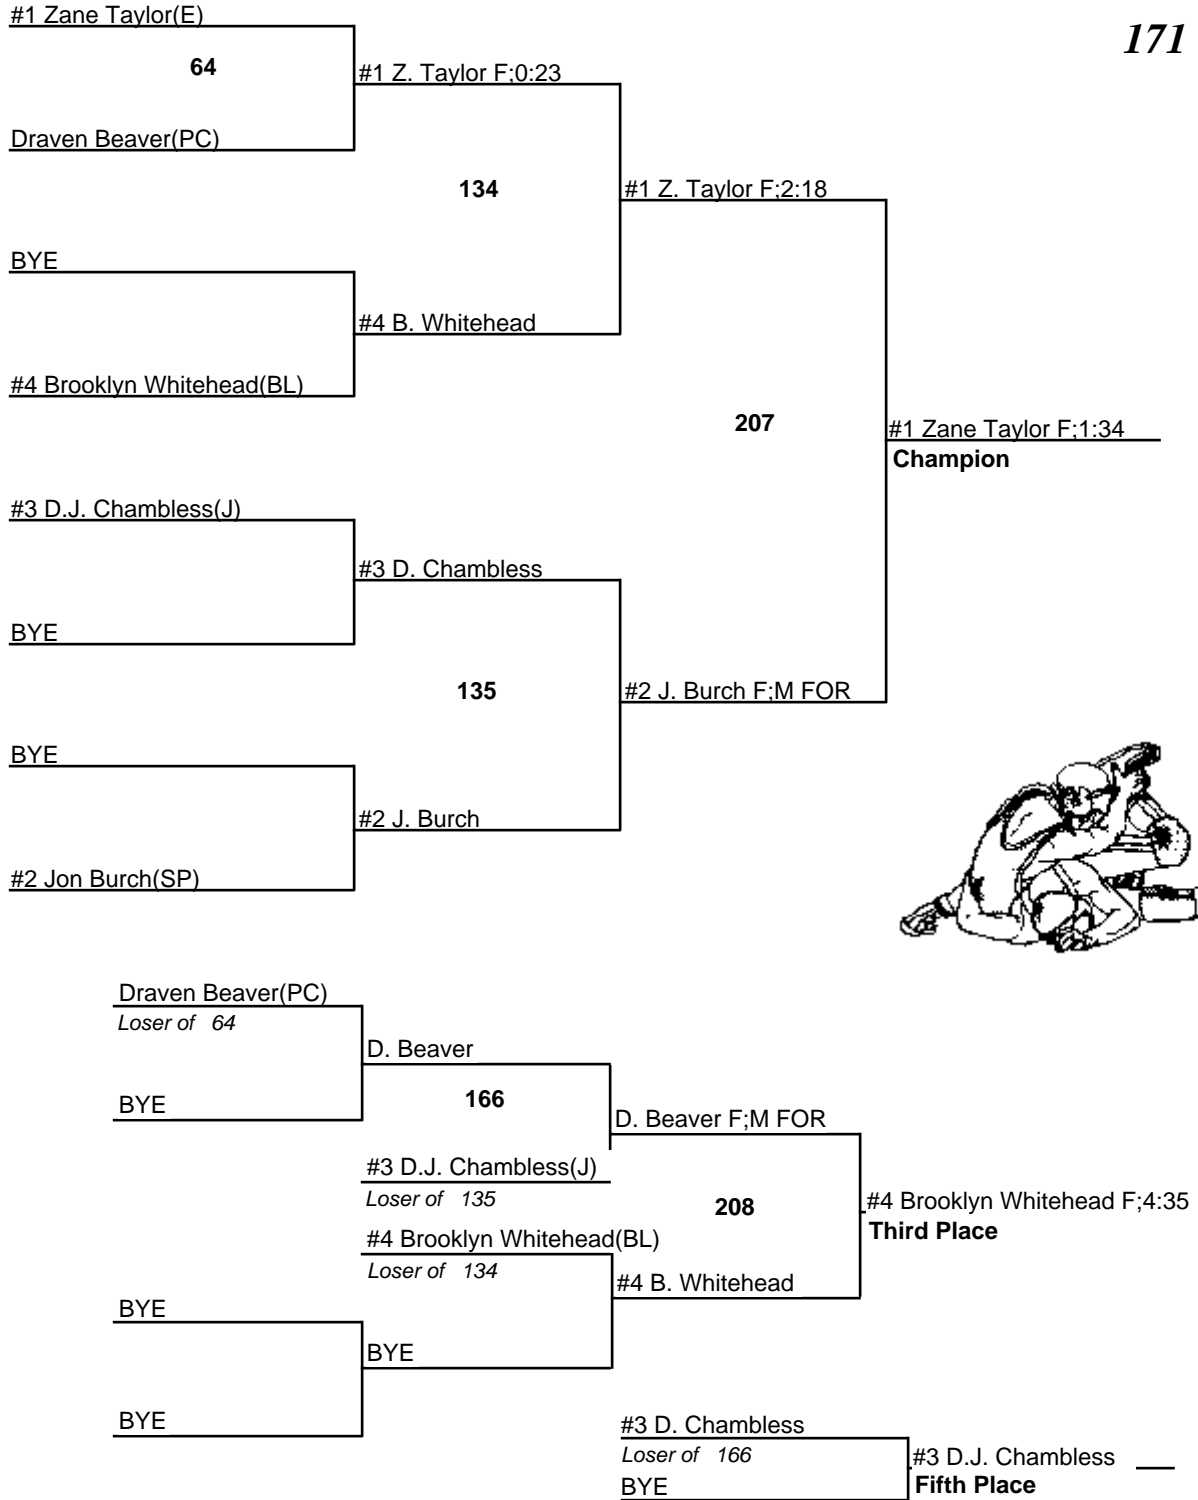 #1 Zane Taylor(E)
171
64
#1 Z. Taylor F;0:23
Draven Beaver(PC)
134
#1 Z. Taylor F;2:18
BYE
#4 B. Whitehead
#4 Brooklyn Whitehead(BL)
207
#1 Zane Taylor F;1:34
Champion
#3 D.J. Chambless(J)
#3 D. Chambless
BYE
135
#2 J. Burch F;M FOR
BYE
#2 J. Burch
#2 Jon Burch(SP)
Draven Beaver(PC)
Loser of 64
D. Beaver
BYE
166
D. Beaver F;M FOR
#3 D.J. Chambless(J)
Loser of 135
208
#4 Brooklyn Whitehead F;4:35
Third Place
#4 Brooklyn Whitehead(BL)
Loser of 134
#4 B. Whitehead
BYE
BYE
BYE
#3 D. Chambless
Loser of 166
#3 D.J. Chambless
BYE
Fifth Place